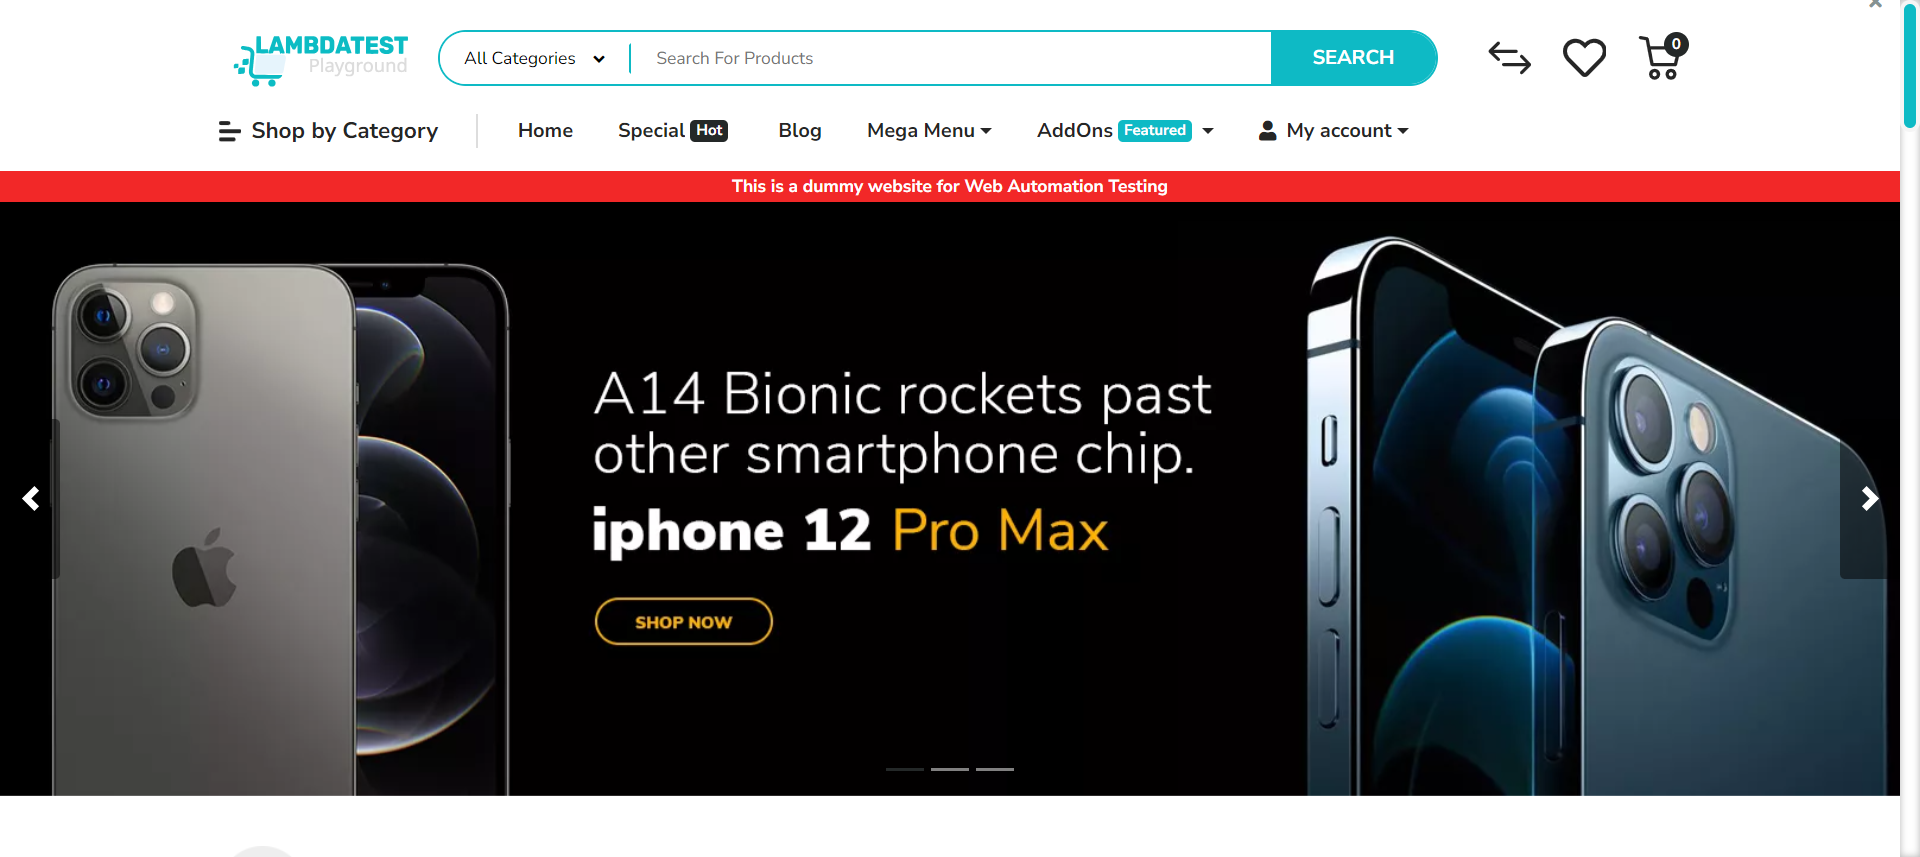 LAMBDATEST
Playground
All Categories
Search For Products
SEARCH
0
Shop by Category
Home
Special Hot
Blog
Mega Menu
AddOns Featured
My account
This is a dummy website for Web Automation Testing
A14 Bionic rockets past
other smartphone chip.
iphone 12 Pro Max
SHOP NOW